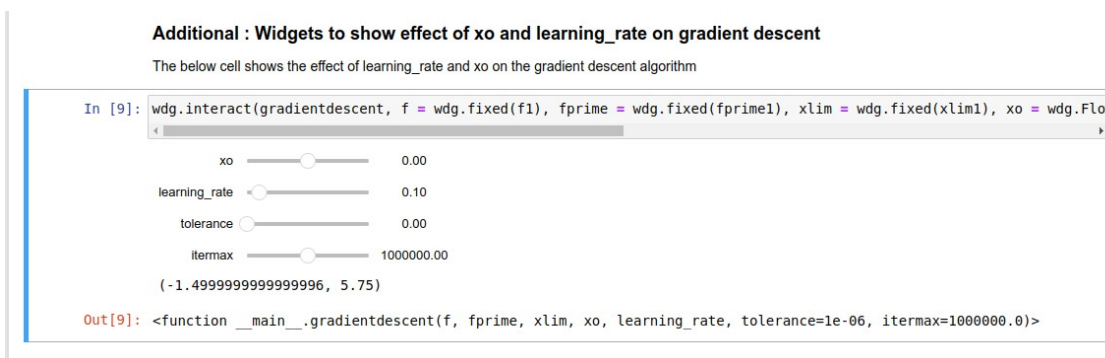 Additional : Widgets to show effect of xo and learning_rate on gradient descent
The below cell shows the effect of learning_rate and xo on the gradient descent algorithm
In [9]: wdg.interact(gradientdescent, f = wdg.fixed(f1), fprime = wdg.fixed(fprime1), xlim = wdg.fixed(xlim1), xo = wdg.Flo
xo 0.00
learning_rate 0.10
tolerance 0.00
itermax 1000000.00
(-1.4999999999999996, 5.75)
Out[9]: <function __main__.gradientdescent(f, fprime, xlim, xo, learning_rate, tolerance=1e-06, itermax=1000000.0)>